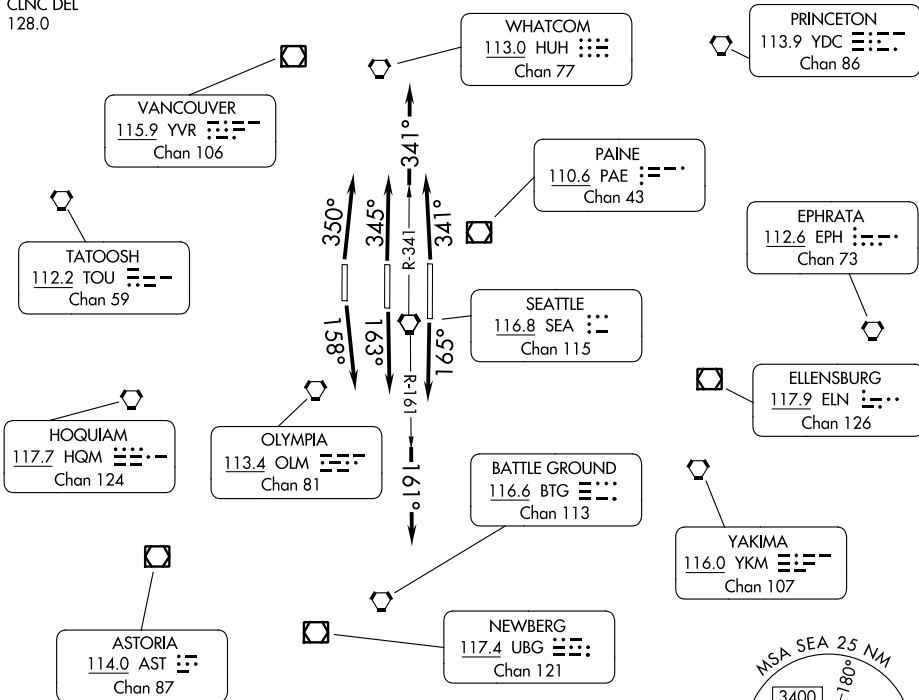 CLNC DEL
128.0
WHATCOM
113.0 HUH
Chan 77
PRINCETON
113.9 YDC
Chan 86
VANCOUVER
115.9 YVR
Chan 106
341°
PAINE
110.6 PAE
Chan 43
350°
345°
R-341
341°
TATOOSH
112.2 TOU
Chan 59
EPHRATA
112.6 EPH
Chan 73
SEATTLE
116.8 SEA
Chan 115
158°
163°
165°
R-161
ELLENSBURG
117.9 ELN
Chan 126
HOQUIAM
117.7 HQM
Chan 124
OLYMPIA
113.4 OLM
Chan 81
161°
BATTLE GROUND
116.6 BTG
Chan 113
YAKIMA
116.0 YKM
Chan 107
ASTORIA
114.0 AST
Chan 87
NEWBERG
117.4 UBG
Chan 121
MSA SEA 25 NM
180°
3400